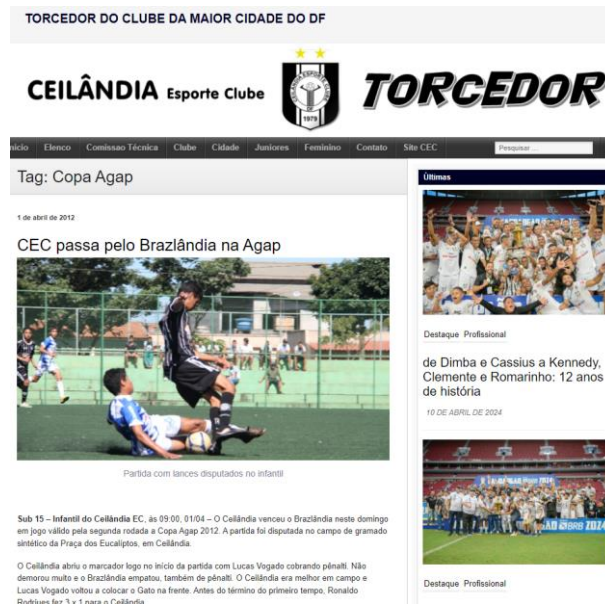 TORCEDOR DO CLUBE DA MAIOR CIDADE DO DF
CEILÂNDIA Esporte Clube
1979
TORCEDOR
nicio Elenco Comissao Técnica Clube Cidade Juniores Feminino Contato Site CEC
Pesquisar ...
Tag: Copa Agap
1 de abril de 2012
CEC passa pelo Brazlândia na Agap
Partida com lances disputados no infantil
Sub 15 – Infantil do Ceilândia EC, às 09:00, 01/04 – O Ceilândia venceu o Brazlândia neste domingo
em jogo válido pela segunda rodada a Copa Agap 2012. A partida foi disputada no campo de gramado
sintético da Praça dos Eucaliptos, em Ceilândia.
O Ceilândia abriu o marcador logo no início da partida com Lucas Vogado cobrando pênalti. Não
demorou muito e o Brazlândia empatou, também de pênalti. O Ceilândia era melhor em campo e
Lucas Vogado voltou a colocar o Gato na frente. Antes do término do primeiro tempo, Ronaldo
Rodrigues fez 3 x 1 para o Ceilândia.
Últimas
Destaque Profissional
de Dimba e Cassius a Kennedy,
Clemente e Romarinho: 12 anos
de história
10 DE ABRIL DE 2024
BRB 2024
Destaque Profissional